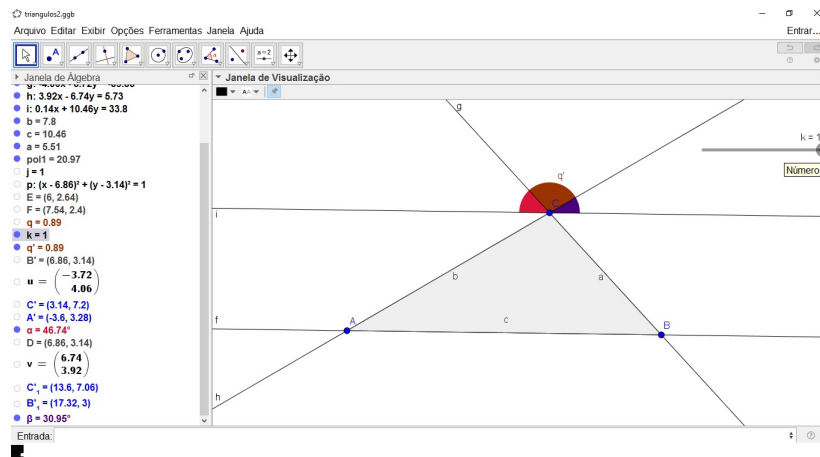 triangulos2.ggb
Arquivo Editar Exibir Opções Ferramentas Janela Ajuda
Entrar...
A
a=2
Janela de Álgebra
Janela de Visualização
AA
h: 3.92x - 6.74y = 5.73
i: 0.14x + 10.46y = 33.8
b = 7.8
c = 10.46
a = 5.51
pol1 = 20.97
j = 1
p: (x - 6.86)² + (y - 3.14)² = 1
E = (6, 2.64)
F = (7.54, 2.4)
q = 0.89
k = 1
q' = 0.89
B' = (6.86, 3.14)
u = (−3.72
4.06)
C' = (3.14, 7.2)
A' = (-3.6, 3.28)
α = 46.74°
D = (6.86, 3.14)
v = (6.74
3.92)
C'₁ = (13.6, 7.06)
B'₁ = (17.32, 3)
β = 30.95°
g
k = 1
Número
q'
C
i
b
a
f
A
c
B
h
Entrada: